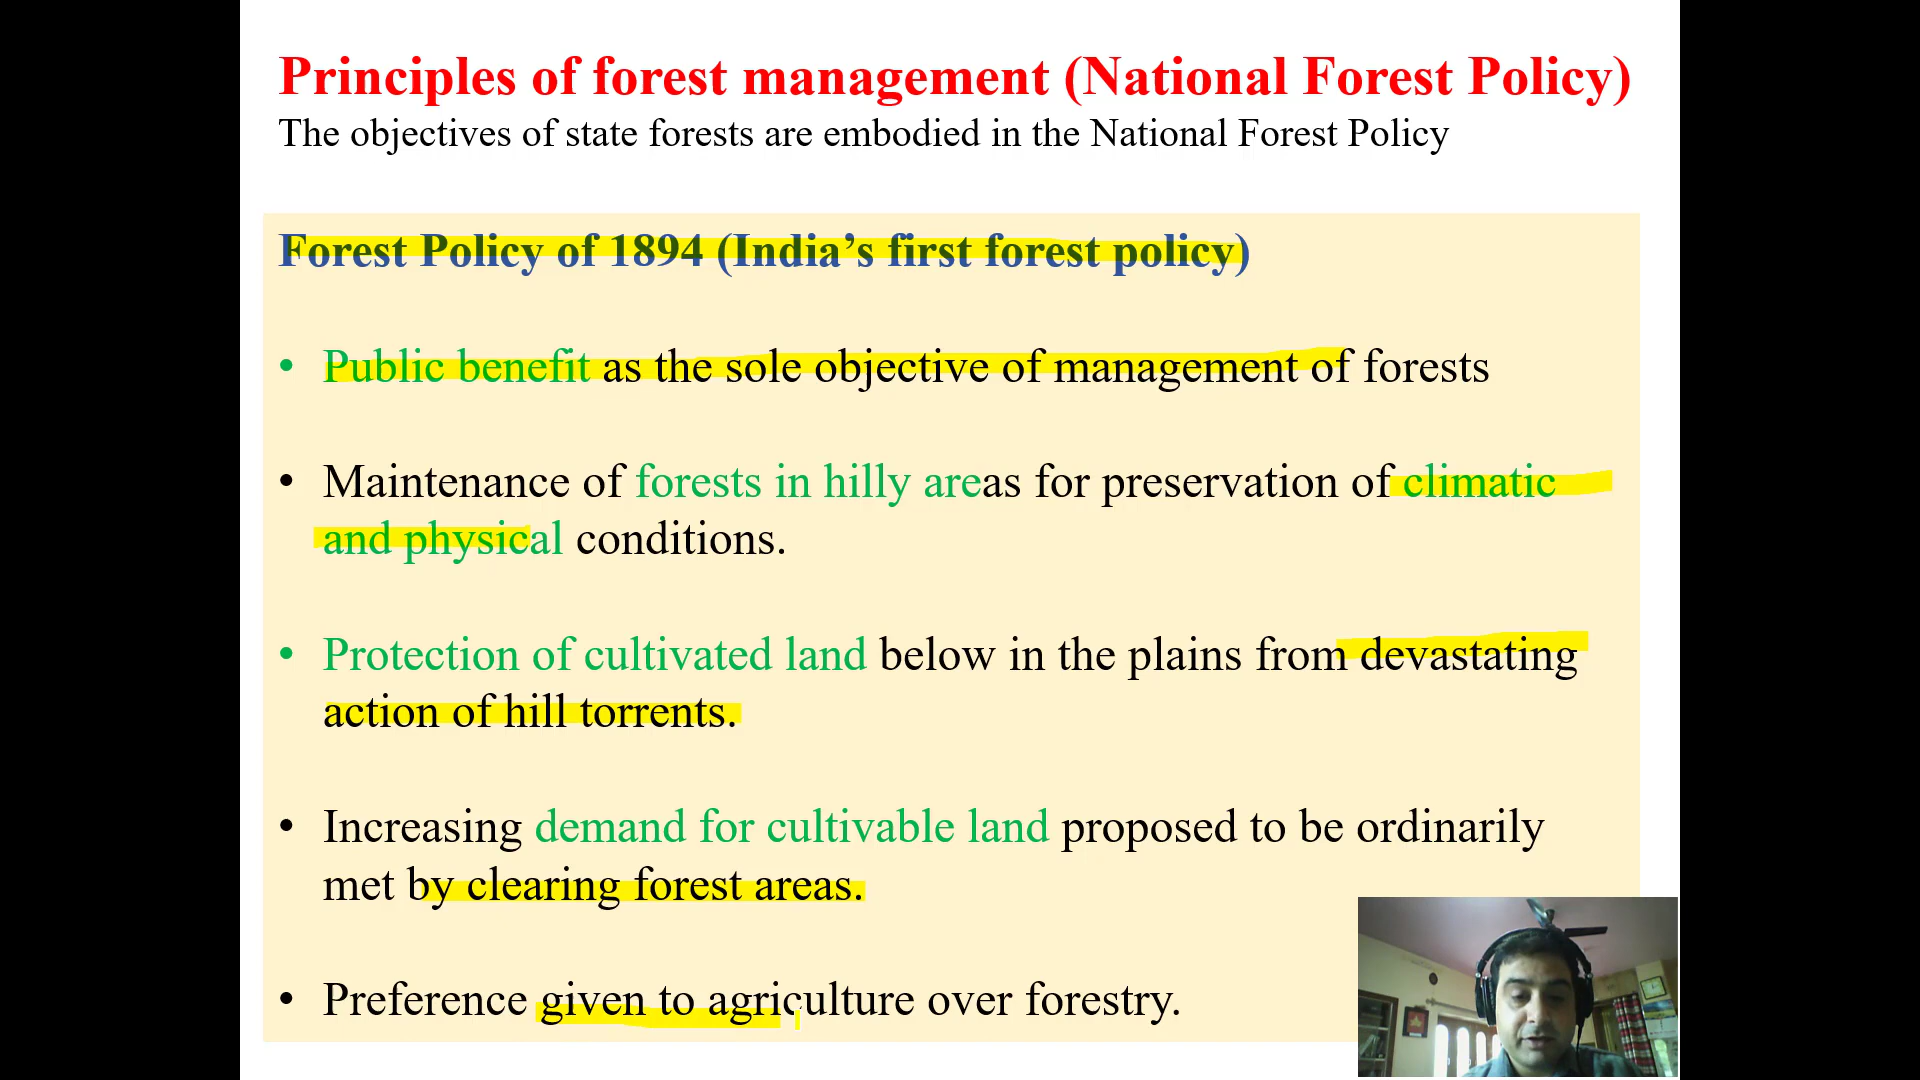 Principles of forest management (National Forest Policy)
The objectives of state forests are embodied in the National Forest Policy
Forest Policy of 1894 (India’s first forest policy)
• Public benefit as the sole objective of management of forests
• Maintenance of forests in hilly areas for preservation of climatic
and physical conditions.
• Protection of cultivated land below in the plains from devastating
action of hill torrents.
• Increasing demand for cultivable land proposed to be ordinarily
met by clearing forest areas.
• Preference given to agriculture over forestry.